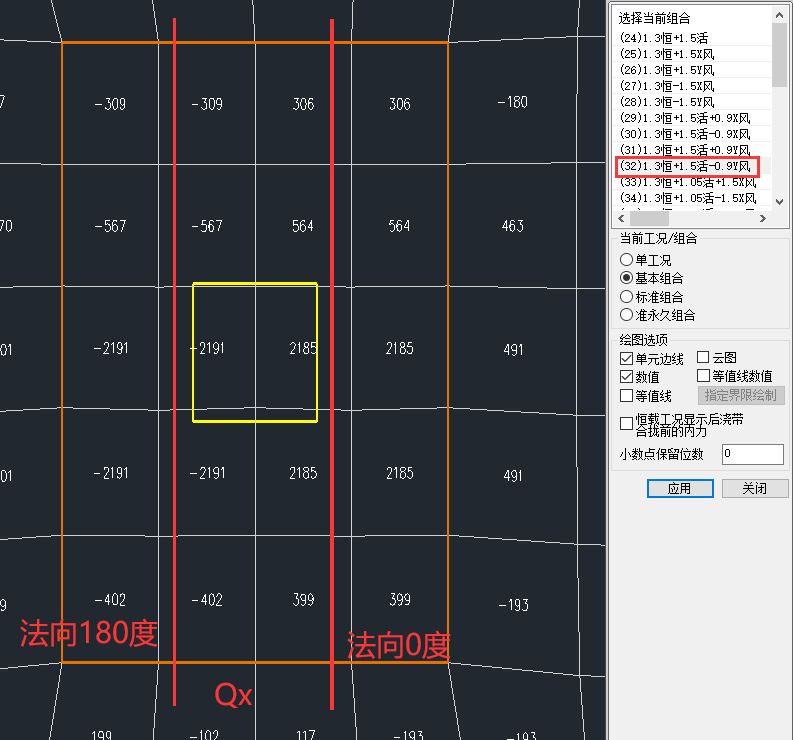 7
-309
-309
306
306
-180
70
-567
-567
564
564
463
01
-2191
-2191
2185
2185
491
01
-2191
-2191
2185
2185
491
9
-402
-402
399
399
-193
法向180度
法向0度
Qx
199
-102
117
-193
-193
选择当前组合
(24)1.3恒+1.5活
(25)1.3恒+1.5X风
(26)1.3恒+1.5Y风
(27)1.3恒-1.5X风
(28)1.3恒-1.5Y风
(29)1.3恒+1.5活+0.9X风
(30)1.3恒+1.5活-0.9X风
(31)1.3恒+1.5活+0.9Y风
(32)1.3恒+1.5活-0.9Y风
(33)1.3恒+1.05活+1.5X风
(34)1.3恒+1.05活-1.5X风
当前工况/组合
单工况
基本组合
标准组合
准永久组合
绘图选项
单元边线
云图
数值
等值线数值
等值线
指定界限绘制
恒载工况显示后浇带
合拢前的内力
小数点保留位数
0
应用
关闭